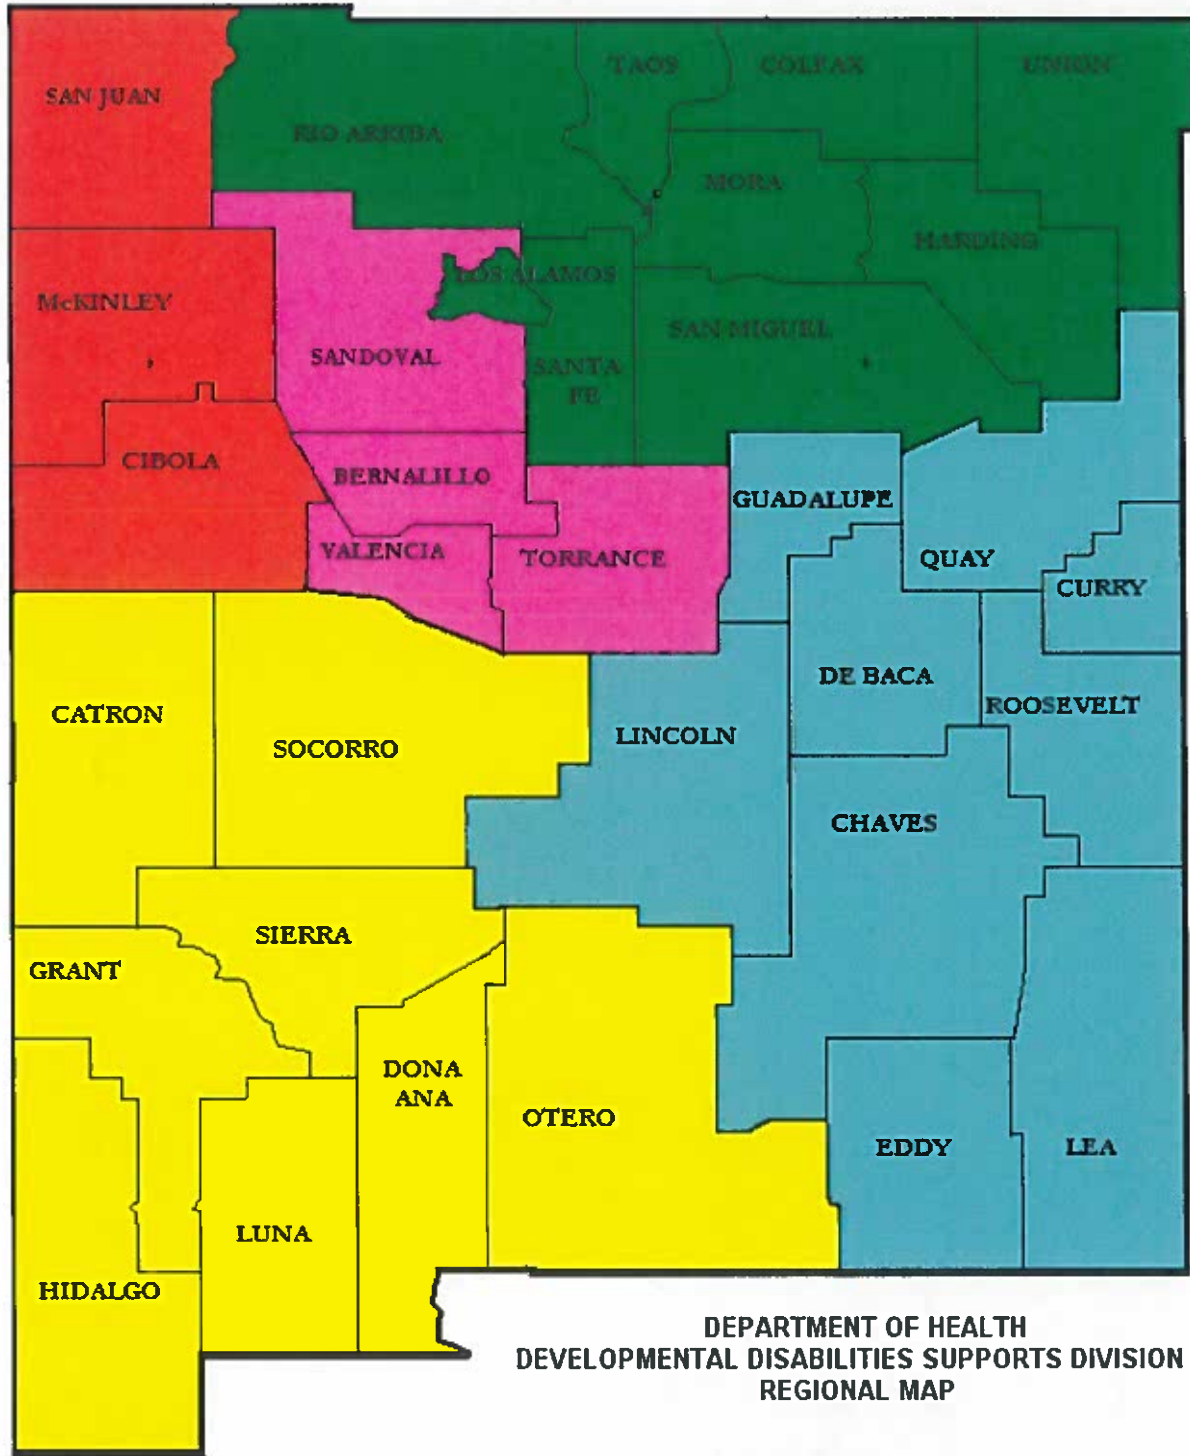 TAOS
COLFAX
UNION
SAN JUAN
RIO ARRIBA
MORA
HARDING
LOS ALAMOS
McKINLEY
SAN MIGUEL
SANDOVAL
SANTA
FE
CIBOLA
BERNALILLO
GUADALUPE
VALENCIA
TORRANCE
QUAY
CURRY
DE BACA
ROOSEVELT
CATRON
SOCORRO
LINCOLN
CHAVES
SIERRA
GRANT
DONA
ANA
OTERO
EDDY
LEA
LUNA
HIDALGO
DEPARTMENT OF HEALTH
DEVELOPMENTAL DISABILITIES SUPPORTS DIVISION
REGIONAL MAP